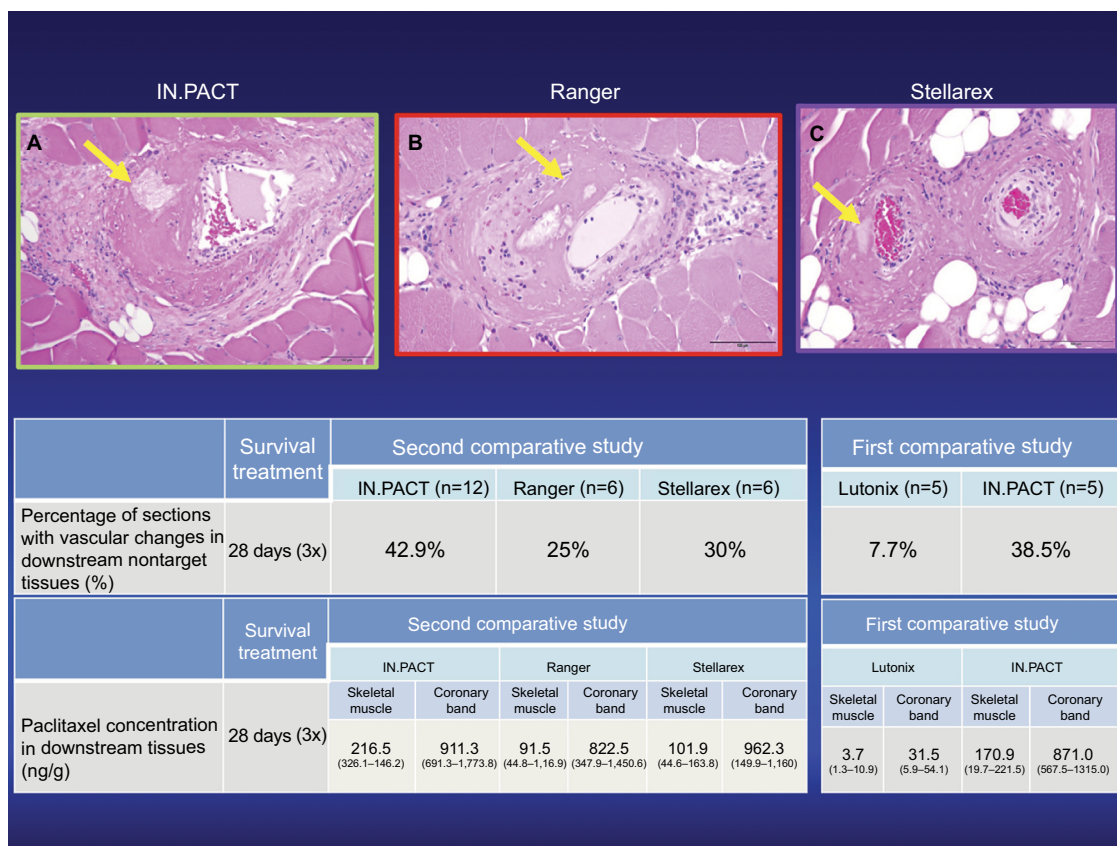 IN.PACT
Ranger
Stellarex
A
B
C
Survival
treatment
Second comparative study
First comparative study
IN.PACT (n=12)
Ranger (n=6)
Stellarex (n=6)
Lutonix (n=5)
IN.PACT (n=5)
Percentage of sections
with vascular changes in
downstream nontarget
tissues (%)
28 days (3x)
42.9%
25%
30%
7.7%
38.5%
Survival
treatment
Second comparative study
First comparative study
IN.PACT
Ranger
Stellarex
Lutonix
IN.PACT
Skeletal
muscle
Coronary
band
Skeletal
muscle
Coronary
band
Skeletal
muscle
Coronary
band
Skeletal
muscle
Coronary
band
Skeletal
muscle
Coronary
band
Paclitaxel concentration
in downstream tissues
(ng/g)
28 days (3x)
216.5
(326.1–146.2)
911.3
(691.3–1,773.8)
91.5
(44.8–1,16.9)
822.5
(347.9–1,450.6)
101.9
(44.6–163.8)
962.3
(149.9–1,160)
3.7
(1.3–10.9)
31.5
(5.9–54.1)
170.9
(19.7–221.5)
871.0
(567.5–1315.0)